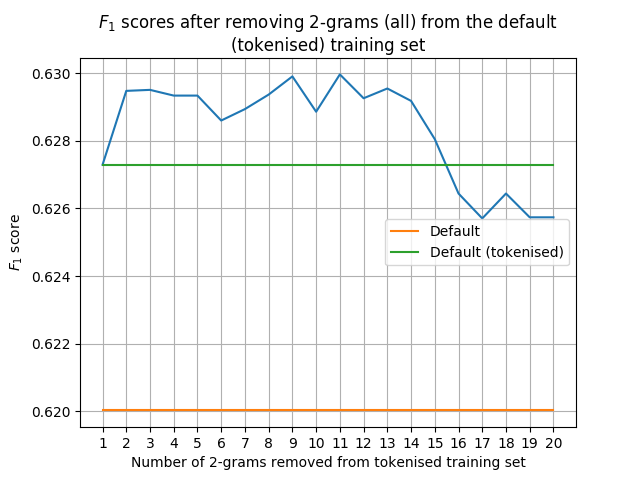 F₁ scores after removing 2-grams (all) from the default
(tokenised) training set
F₁ score
0.630
0.628
0.626
0.624
0.622
0.620
Default
Default (tokenised)
1 2 3 4 5 6 7 8 9 10 11 12 13 14 15 16 17 18 19 20
Number of 2-grams removed from tokenised training set